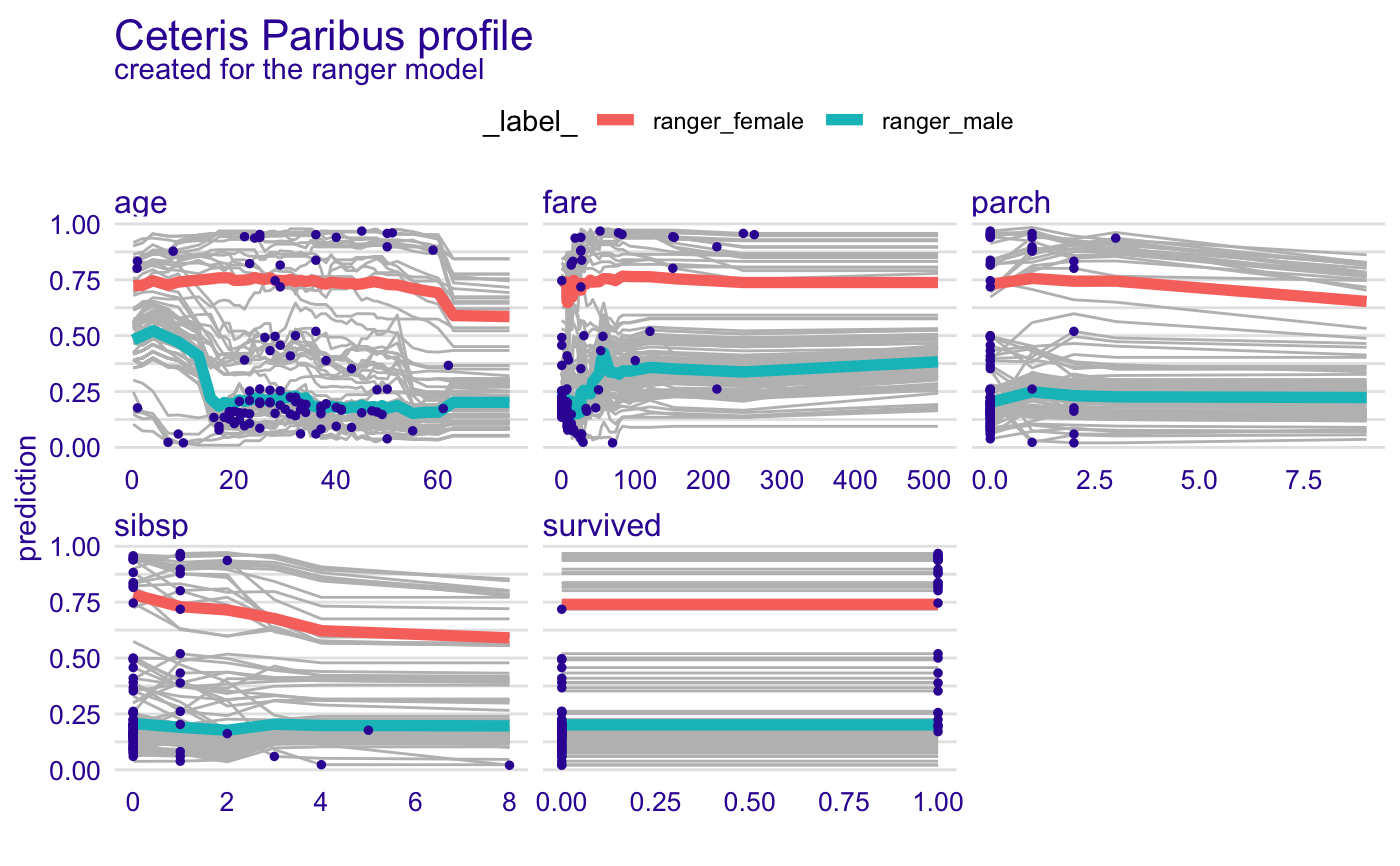 Ceteris Paribus profile
created for the ranger model
_label_ ranger_female ranger_male
age fare parch
1.00
0.75
0.50
0.25
0.00
0 20 40 60 0 100 200 300 400 500 0.0 2.5 5.0 7.5
prediction
sibsp survived
1.00
0.75
0.50
0.25
0.00
0 2 4 6 8 0.00 0.25 0.50 0.75 1.00